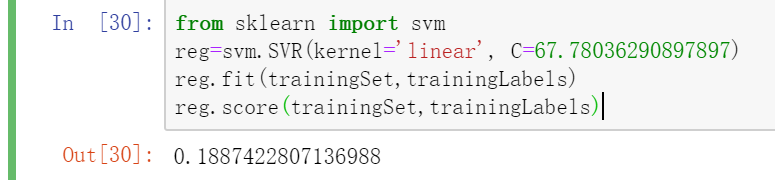 In [30]: from sklearn import svm
reg=svm.SVR(kernel='linear', C=67.78036290897897)
reg.fit(trainingSet,trainingLabels)
reg.score(trainingSet,trainingLabels)
Out[30]: 0.1887422807136988